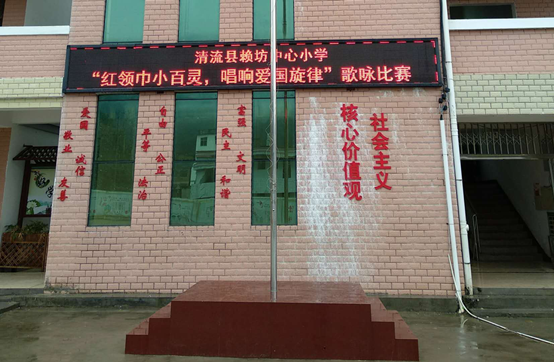 清流县赖坊中心小学
“红领巾小百灵，唱响爱国旋律”歌咏比赛
社会主义
核心价值观
富强
民主
文明
和谐
自由
平等
公正
法治
爱国
敬业
诚信
友善